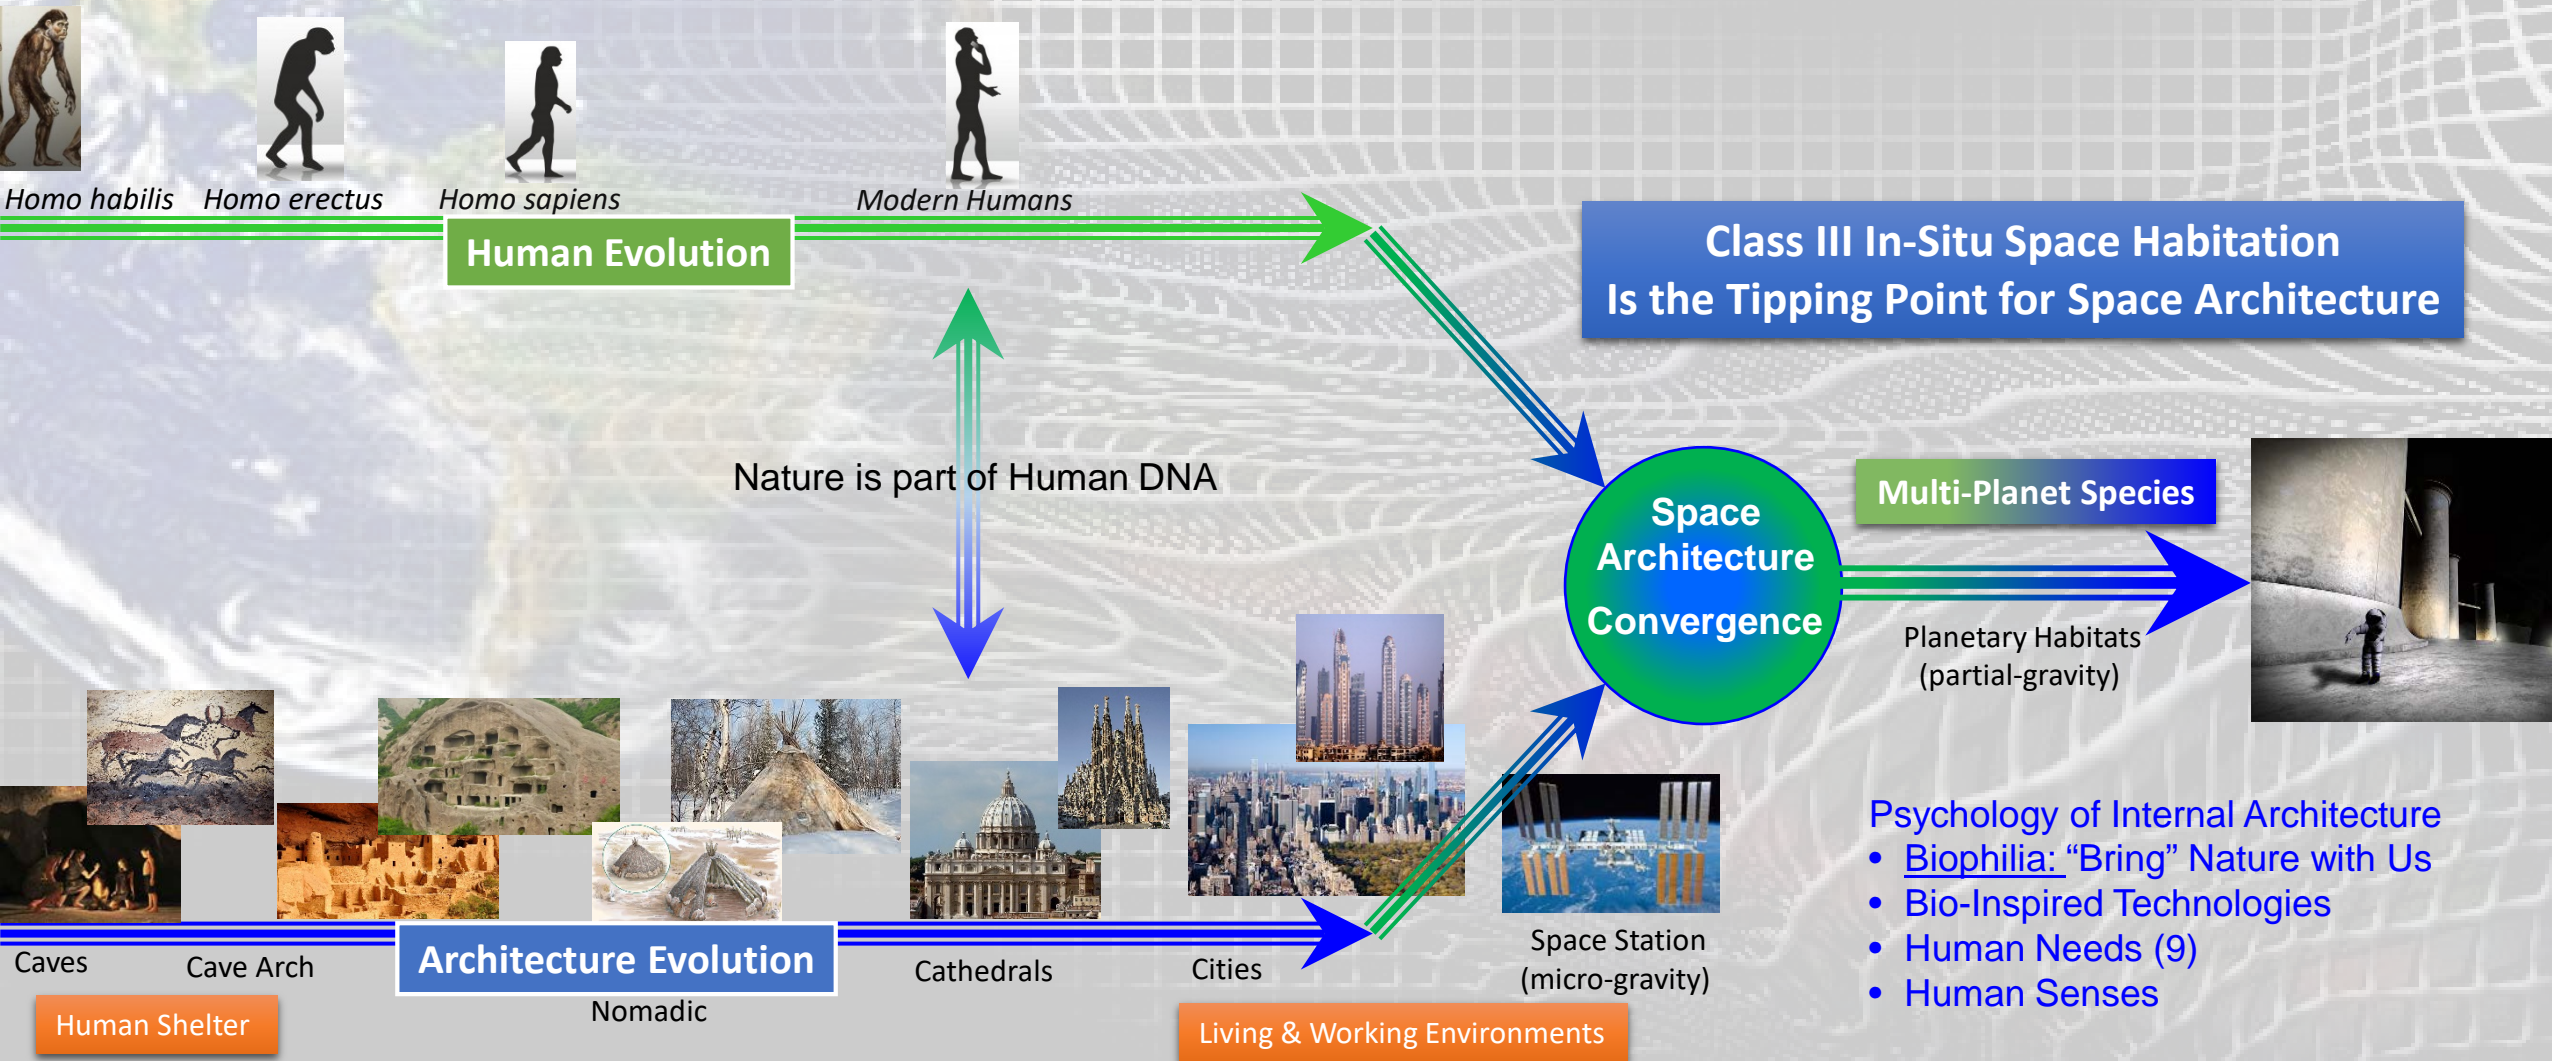 Homo habilis
Homo erectus
Homo sapiens
Modern Humans
Human Evolution
Class III In-Situ Space Habitation
Is the Tipping Point for Space Architecture
Nature is part of Human DNA
Space
Architecture
Convergence
Multi-Planet Species
Planetary Habitats
(partial-gravity)
Psychology of Internal Architecture
• Biophilia: “Bring” Nature with Us
• Bio-Inspired Technologies
• Human Needs (9)
• Human Senses
Caves
Cave Arch
Architecture Evolution
Nomadic
Cathedrals
Cities
Space Station
(micro-gravity)
Human Shelter
Living & Working Environments